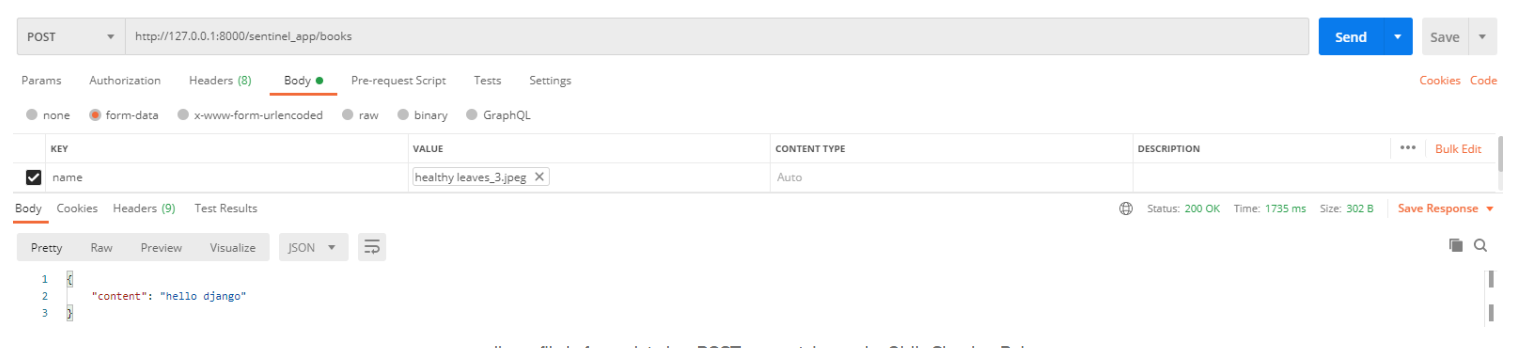 POST http://127.0.0.1:8000/sentinel_app/books Send Save
Params Authorization Headers (8) Body Pre-request Script Tests Settings Cookies Code
none form-data x-www-form-urlencoded raw binary GraphQL
KEY VALUE CONTENT TYPE DESCRIPTION ••• Bulk Edit
name healthy leaves_3.jpeg × Auto
Body Cookies Headers (9) Test Results Status: 200 OK Time: 1735 ms Size: 302 B Save Response
Pretty Raw Preview Visualize JSON
1 {
2 "content": "hello django"
3 }